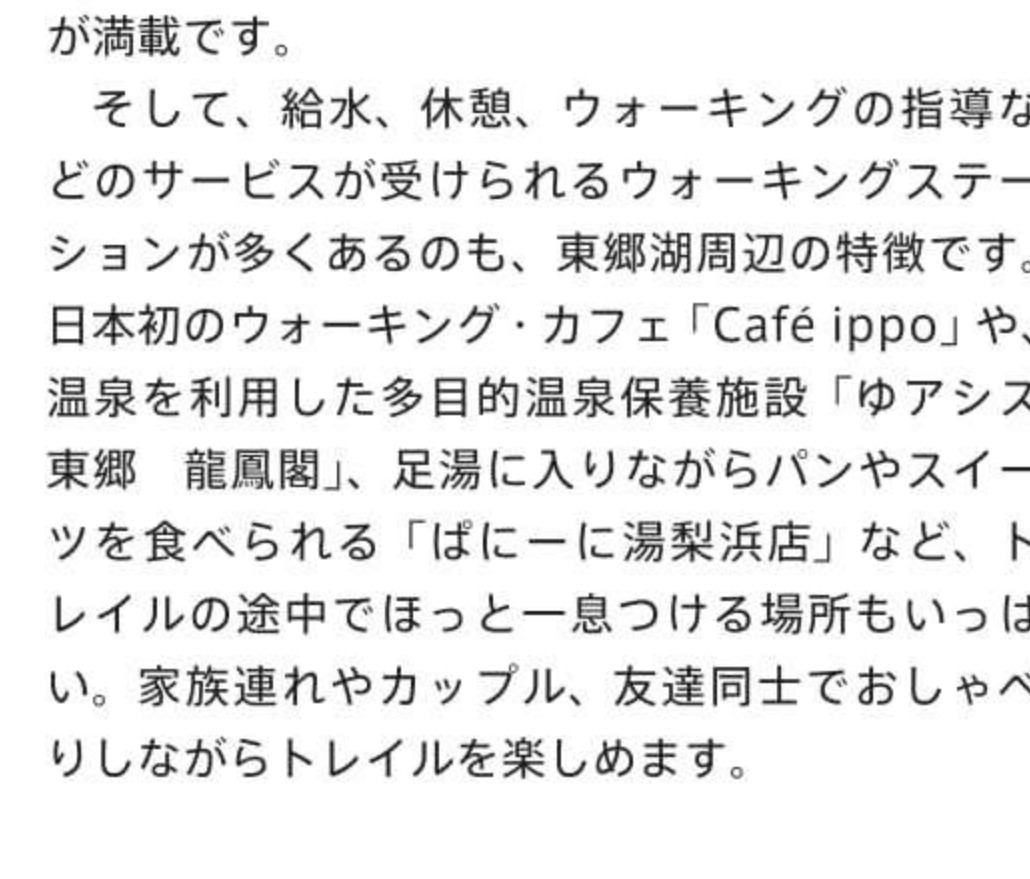 が満載です。
　そして、給水、休憩、ウォーキングの指導な
どのサービスが受けられるウォーキングステー
ションが多くあるのも、東郷湖周辺の特徴です。
日本初のウォーキング・カフェ「Café ippo」や、
温泉を利用した多目的温泉保養施設「ゆアシス
東郷　龍鳳閣」、足湯に入りながらパンやスイー
ツを食べられる「ぱにーに湯梨浜店」など、ト
レイルの途中でほっと一息つける場所もいっぱ
い。家族連れやカップル、友達同士でおしゃべ
りしながらトレイルを楽しめます。